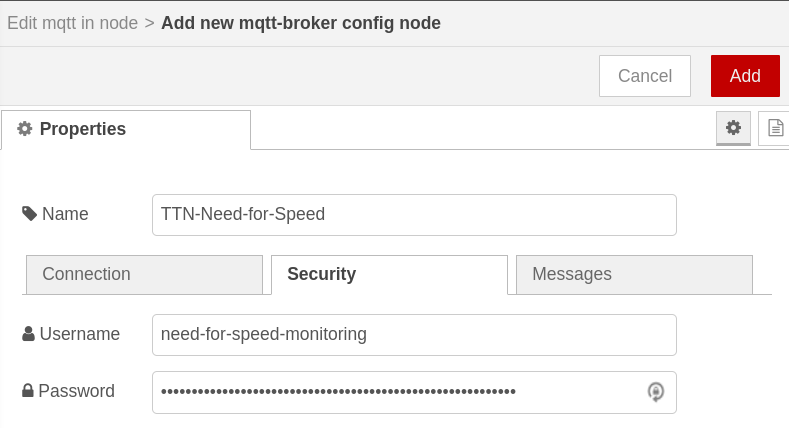 Edit mqtt in node > Add new mqtt-broker config node
Cancel Add
Properties
Name TTN-Need-for-Speed
Connection Security Messages
Username need-for-speed-monitoring
Password ••••••••••••••••••••••••••••••••••••••••••••••••••••••••••